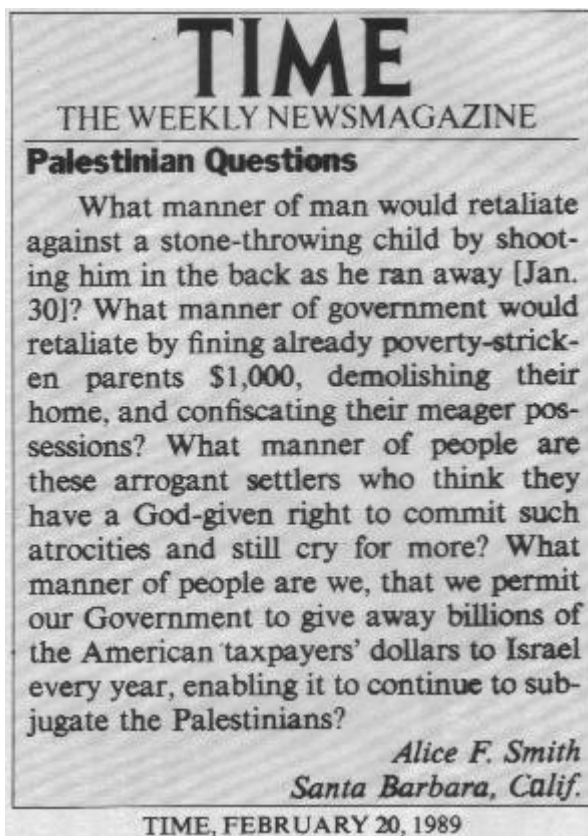 TIME
THE WEEKLY NEWSMAGAZINE
Palestinian Questions
What manner of man would retaliate
against a stone-throwing child by shoot-
ing him in the back as he ran away [Jan.
30]? What manner of government would
retaliate by fining already poverty-strick-
en parents $1,000, demolishing their
home, and confiscating their meager pos-
sessions? What manner of people are
these arrogant settlers who think they
have a God-given right to commit such
atrocities and still cry for more? What
manner of people are we, that we permit
our Government to give away billions of
the American taxpayers' dollars to Israel
every year, enabling it to continue to sub-
jugate the Palestinians?
Alice F. Smith
Santa Barbara, Calif.
TIME, FEBRUARY 20, 1989